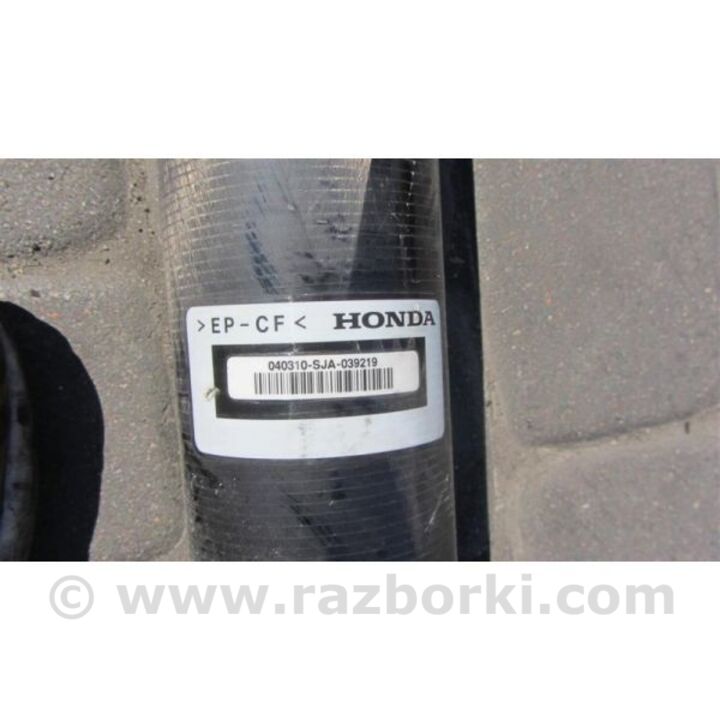 >EP-CF< HONDA
040310-SJA-039219
© www.razborki.com